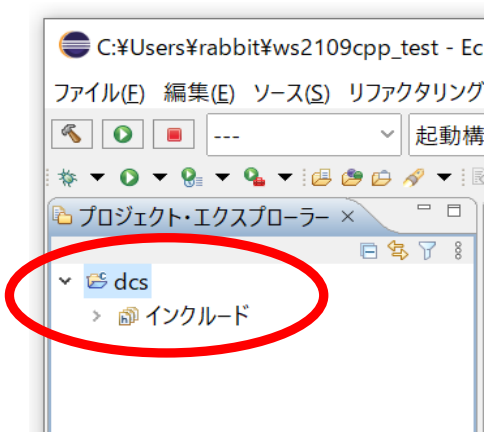 C:¥Users¥rabbit¥ws2109cpp_test - Ec
ファイル(F) 編集(E) ソース(S) リファクタリング
--- 起動構
プロジェクト・エクスプローラー ×
dcs
インクルード